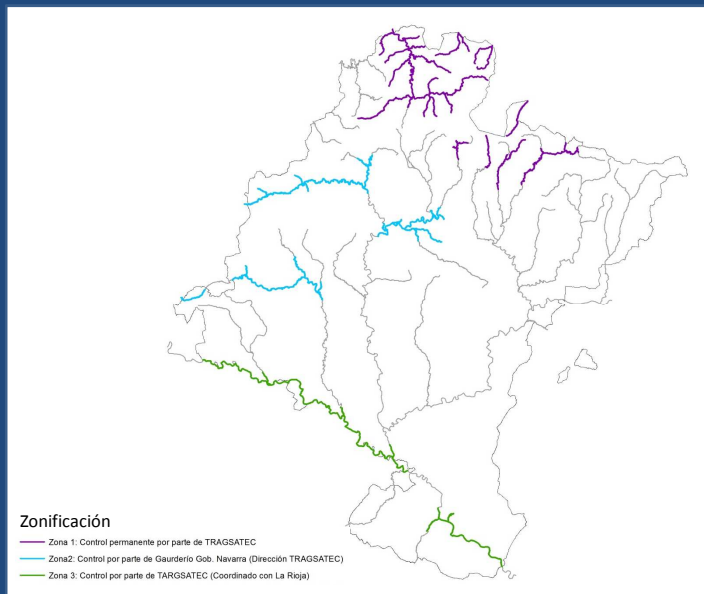 Zonificación
Zona 1: Control permanente por parte de TRAGSATEC
Zona2: Control por parte de Gaurderío Gob. Navarra (Dirección TRAGSATEC)
Zona 3: Control por parte de TARGSATEC (Coordinado con La Rioja)